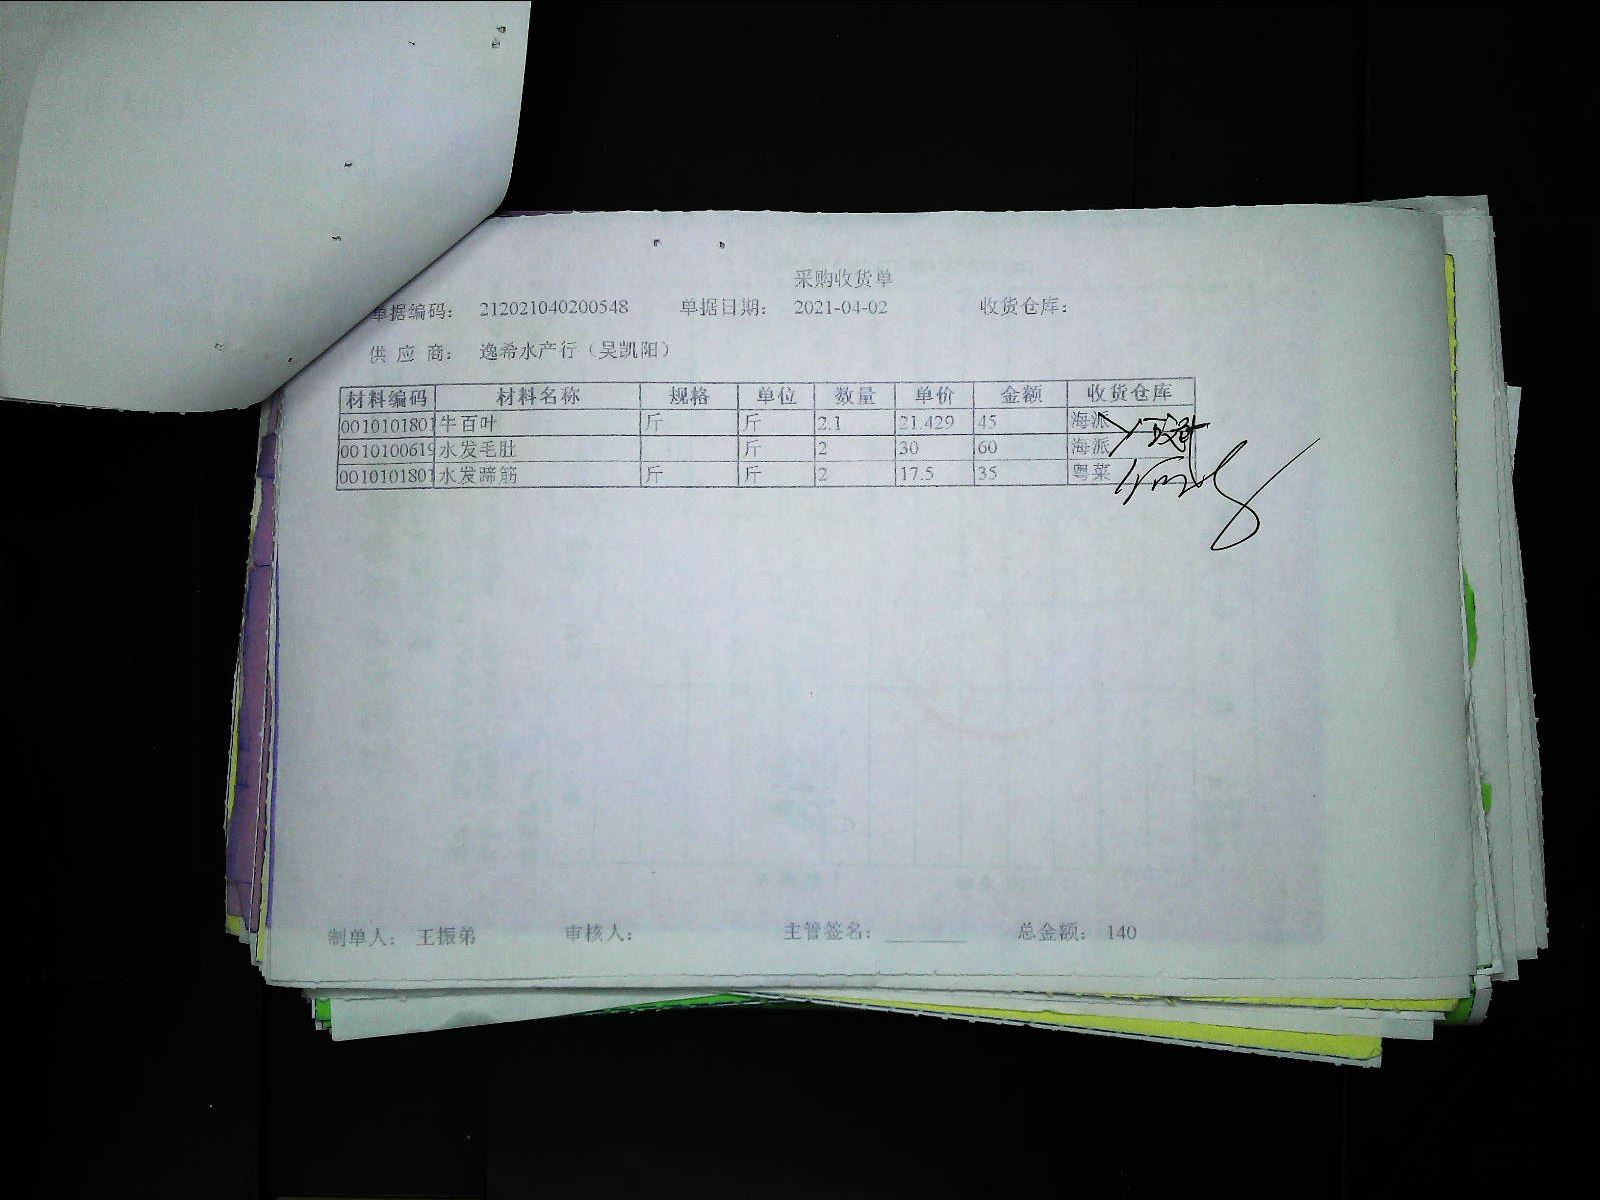 采购收货单
单据编码： 212021040200548 单据日期： 2021-04-02 收货仓库：
供 应 商： 逸希水产行（吴凯阳）
材料编码 材料名称 规格 单位 数量 单价 金额 收货仓库
0010101801 牛百叶 斤 斤 2.1 21.429 45 海派
0010100619 水发毛肚 斤 2 30 60 海派
0010101801 水发蹄筋 斤 斤 2 17.5 35 粤菜
制单人： 王振弟 审核人： 主管签名： 总金额： 140